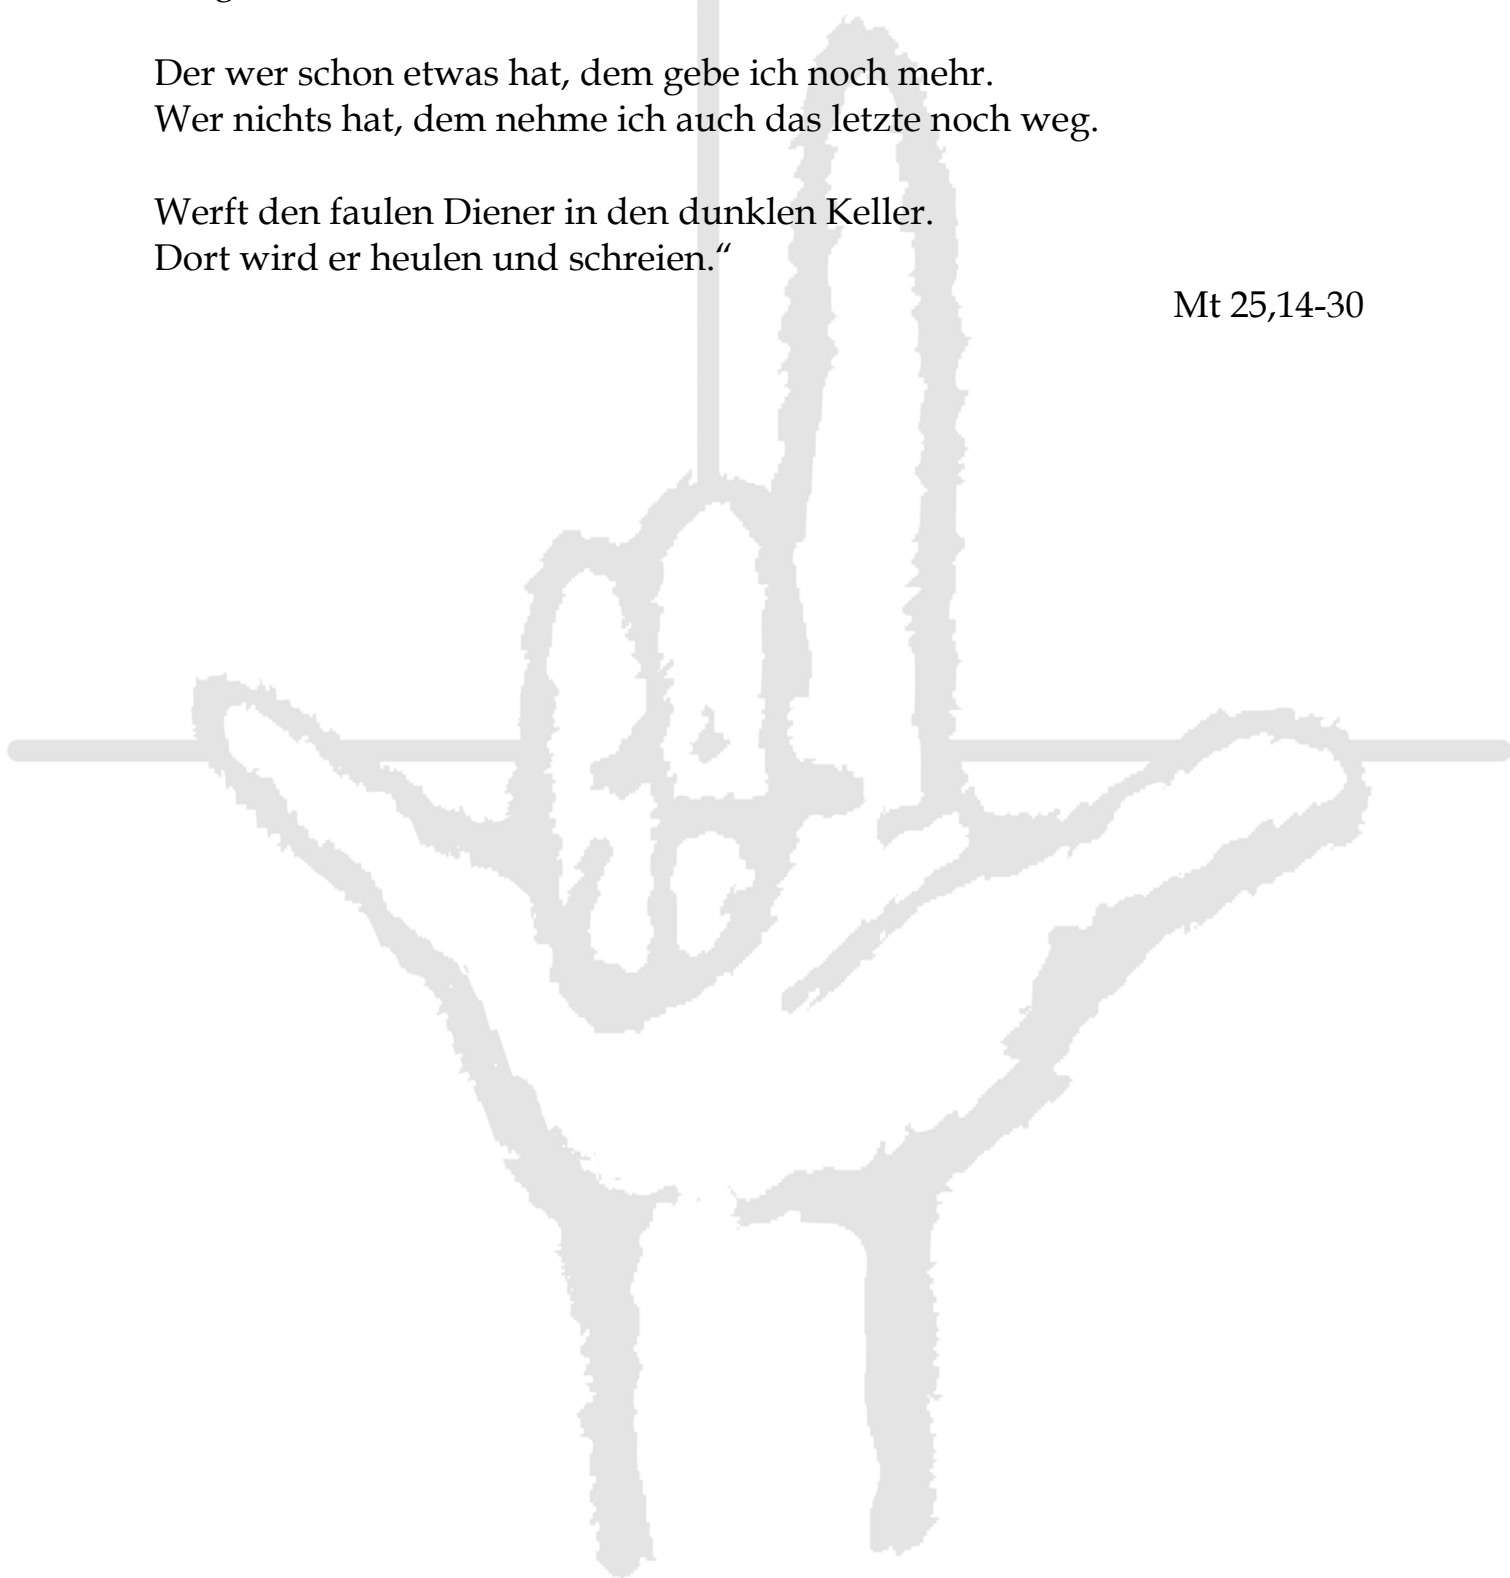 Der wer schon etwas hat, dem gebe ich noch mehr.
Wer nichts hat, dem nehme ich auch das letzte noch weg.
Werft den faulen Diener in den dunklen Keller.
Dort wird er heulen und schreien.“
Mt 25,14-30